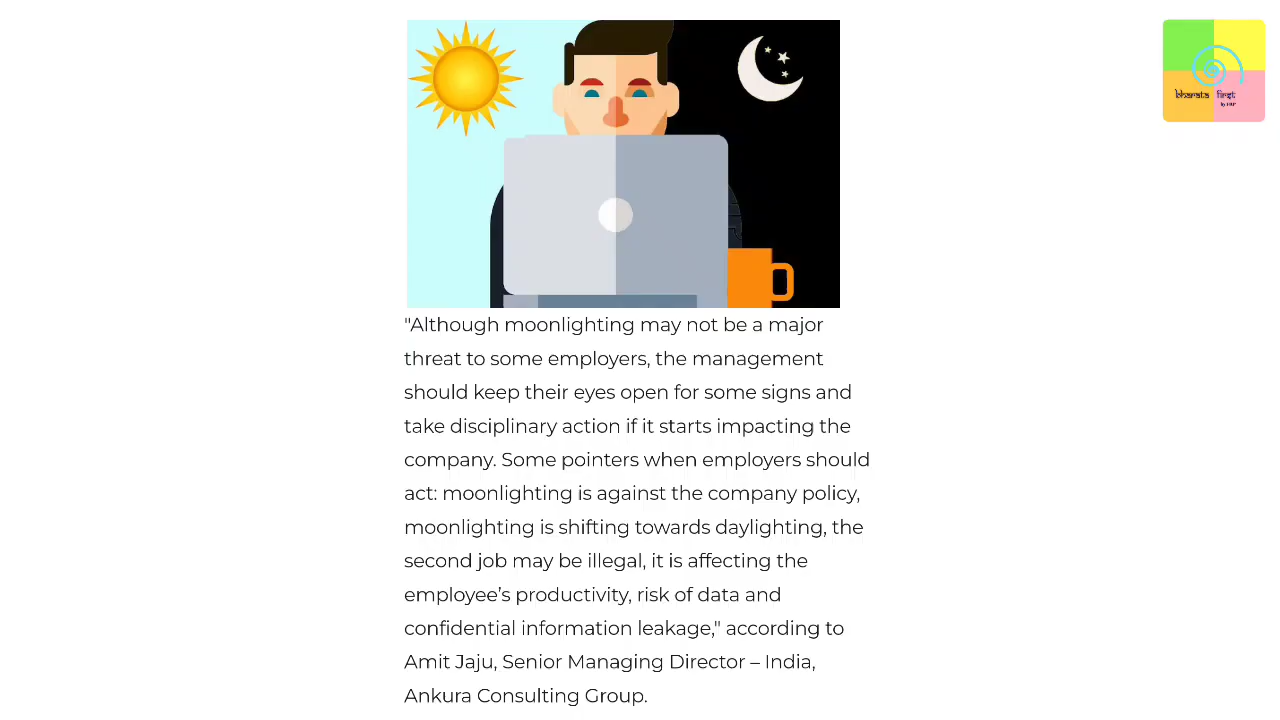 bharata first
by HUF
"Although moonlighting may not be a major
threat to some employers, the management
should keep their eyes open for some signs and
take disciplinary action if it starts impacting the
company. Some pointers when employers should
act: moonlighting is against the company policy,
moonlighting is shifting towards daylighting, the
second job may be illegal, it is affecting the
employee’s productivity, risk of data and
confidential information leakage," according to
Amit Jaju, Senior Managing Director – India,
Ankura Consulting Group.